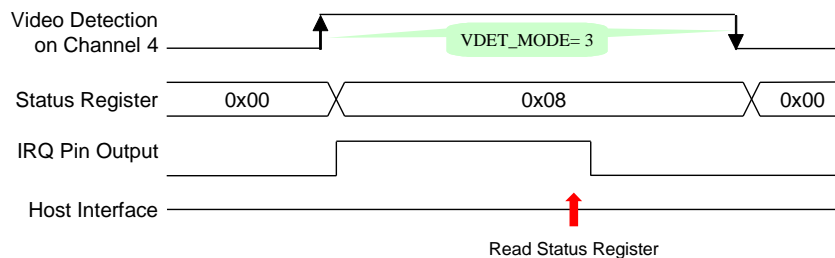 Video Detection
on Channel 4
VDET_MODE= 3
Status Register
0x00
0x08
0x00
IRQ Pin Output
Host Interface
Read Status Register